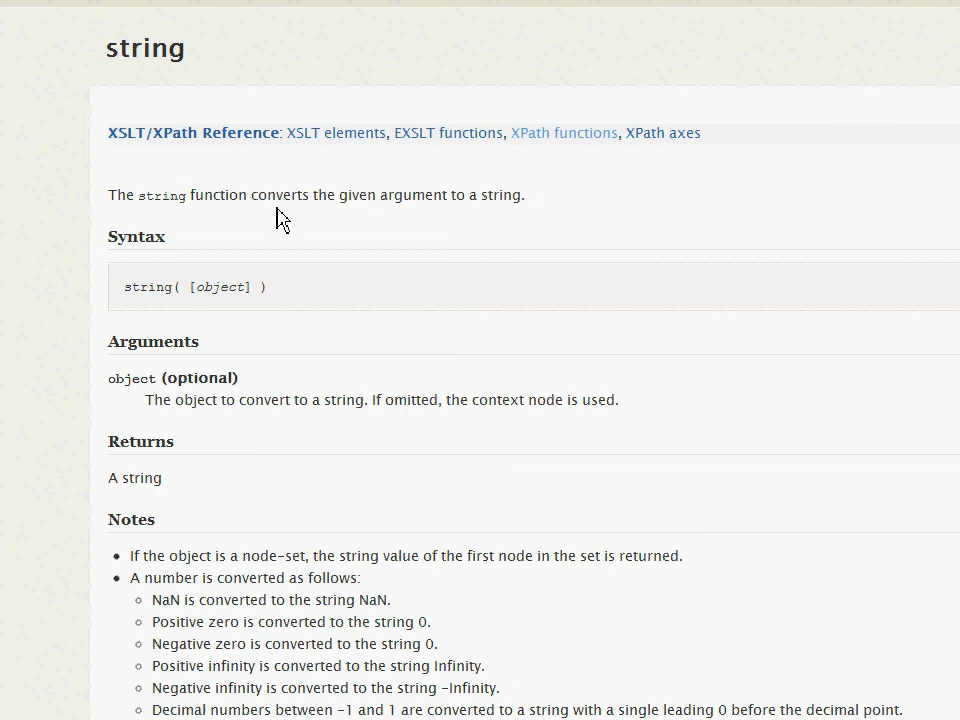 string
XSLT/XPath Reference: XSLT elements, EXSLT functions, XPath functions, XPath axes
The string function converts the given argument to a string.
Syntax
string( [object] )
Arguments
object (optional)
The object to convert to a string. If omitted, the context node is used.
Returns
A string
Notes
• If the object is a node-set, the string value of the first node in the set is returned.
• A number is converted as follows:
◦ NaN is converted to the string NaN.
◦ Positive zero is converted to the string 0.
◦ Negative zero is converted to the string 0.
◦ Positive infinity is converted to the string Infinity.
◦ Negative infinity is converted to the string -Infinity.
◦ Decimal numbers between -1 and 1 are converted to a string with a single leading 0 before the decimal point.